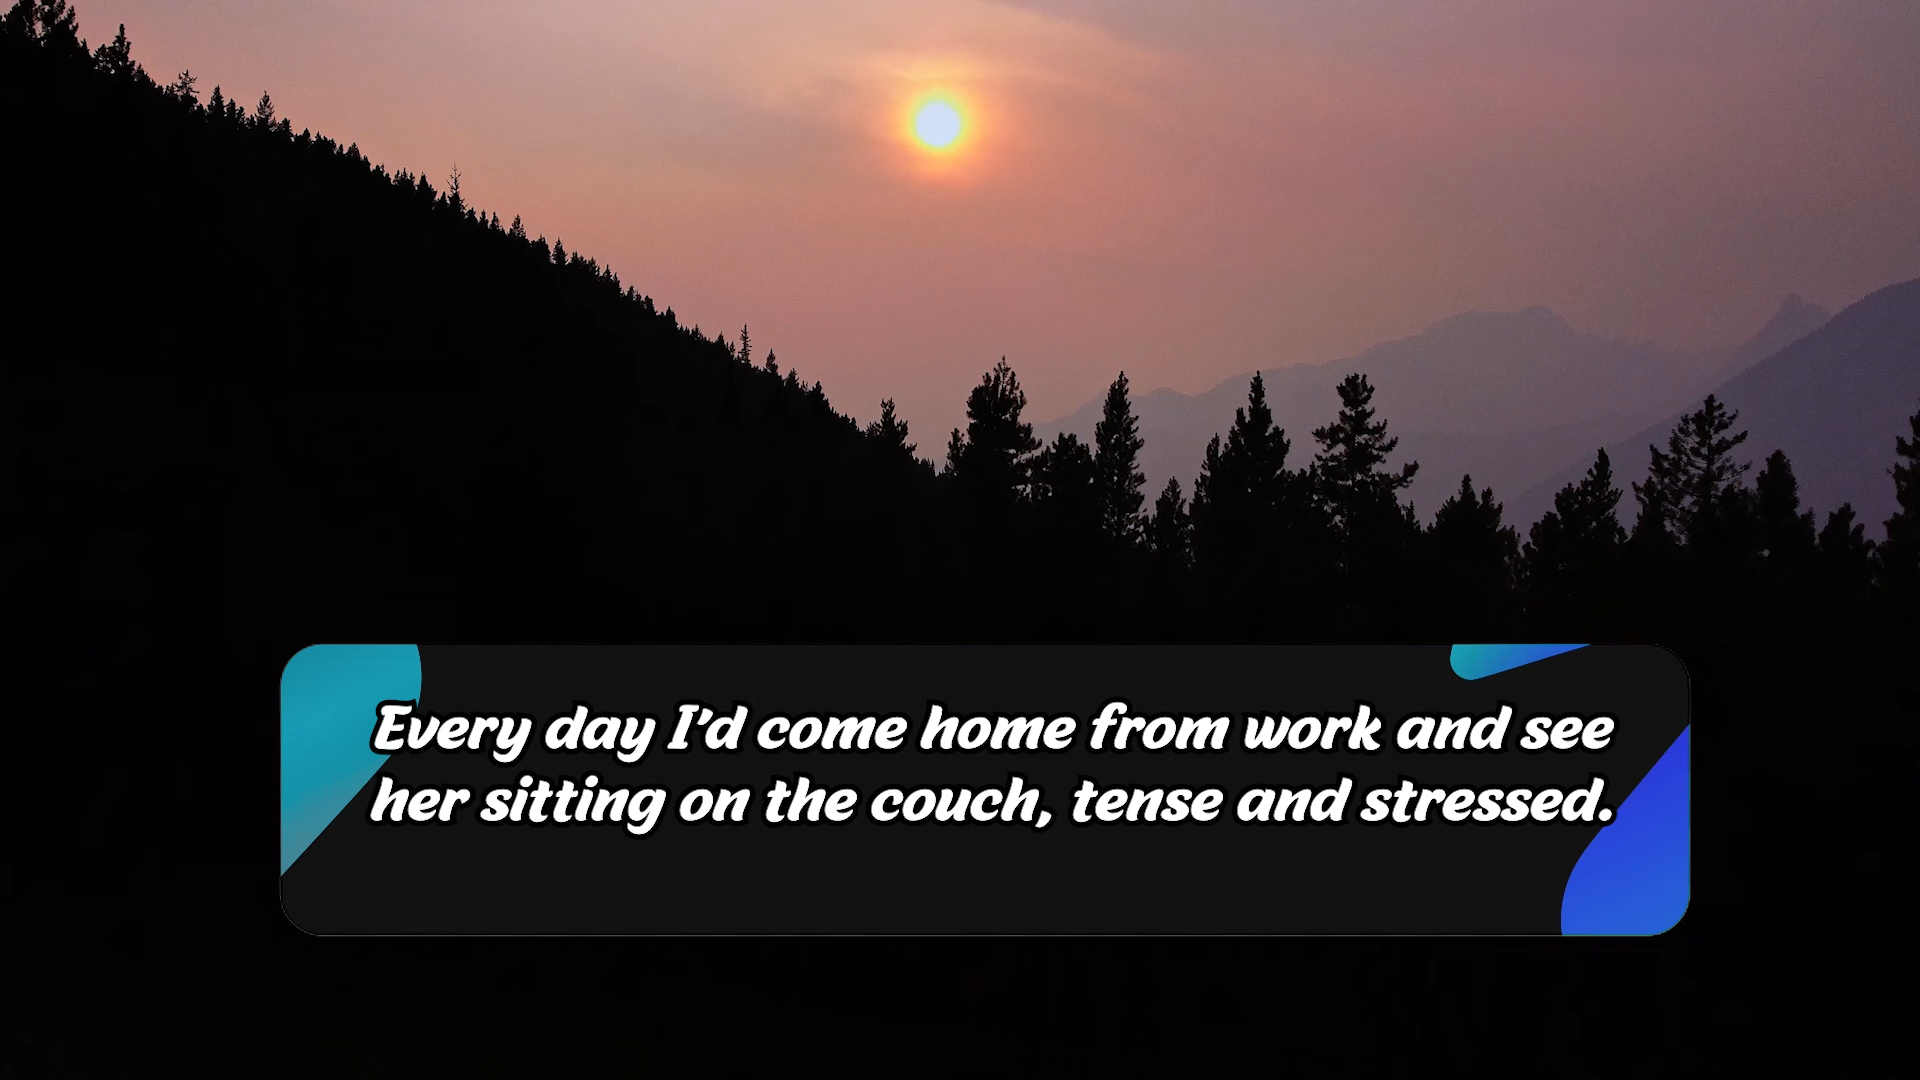 Every day I'd come home from work and see
her sitting on the couch, tense and stressed.